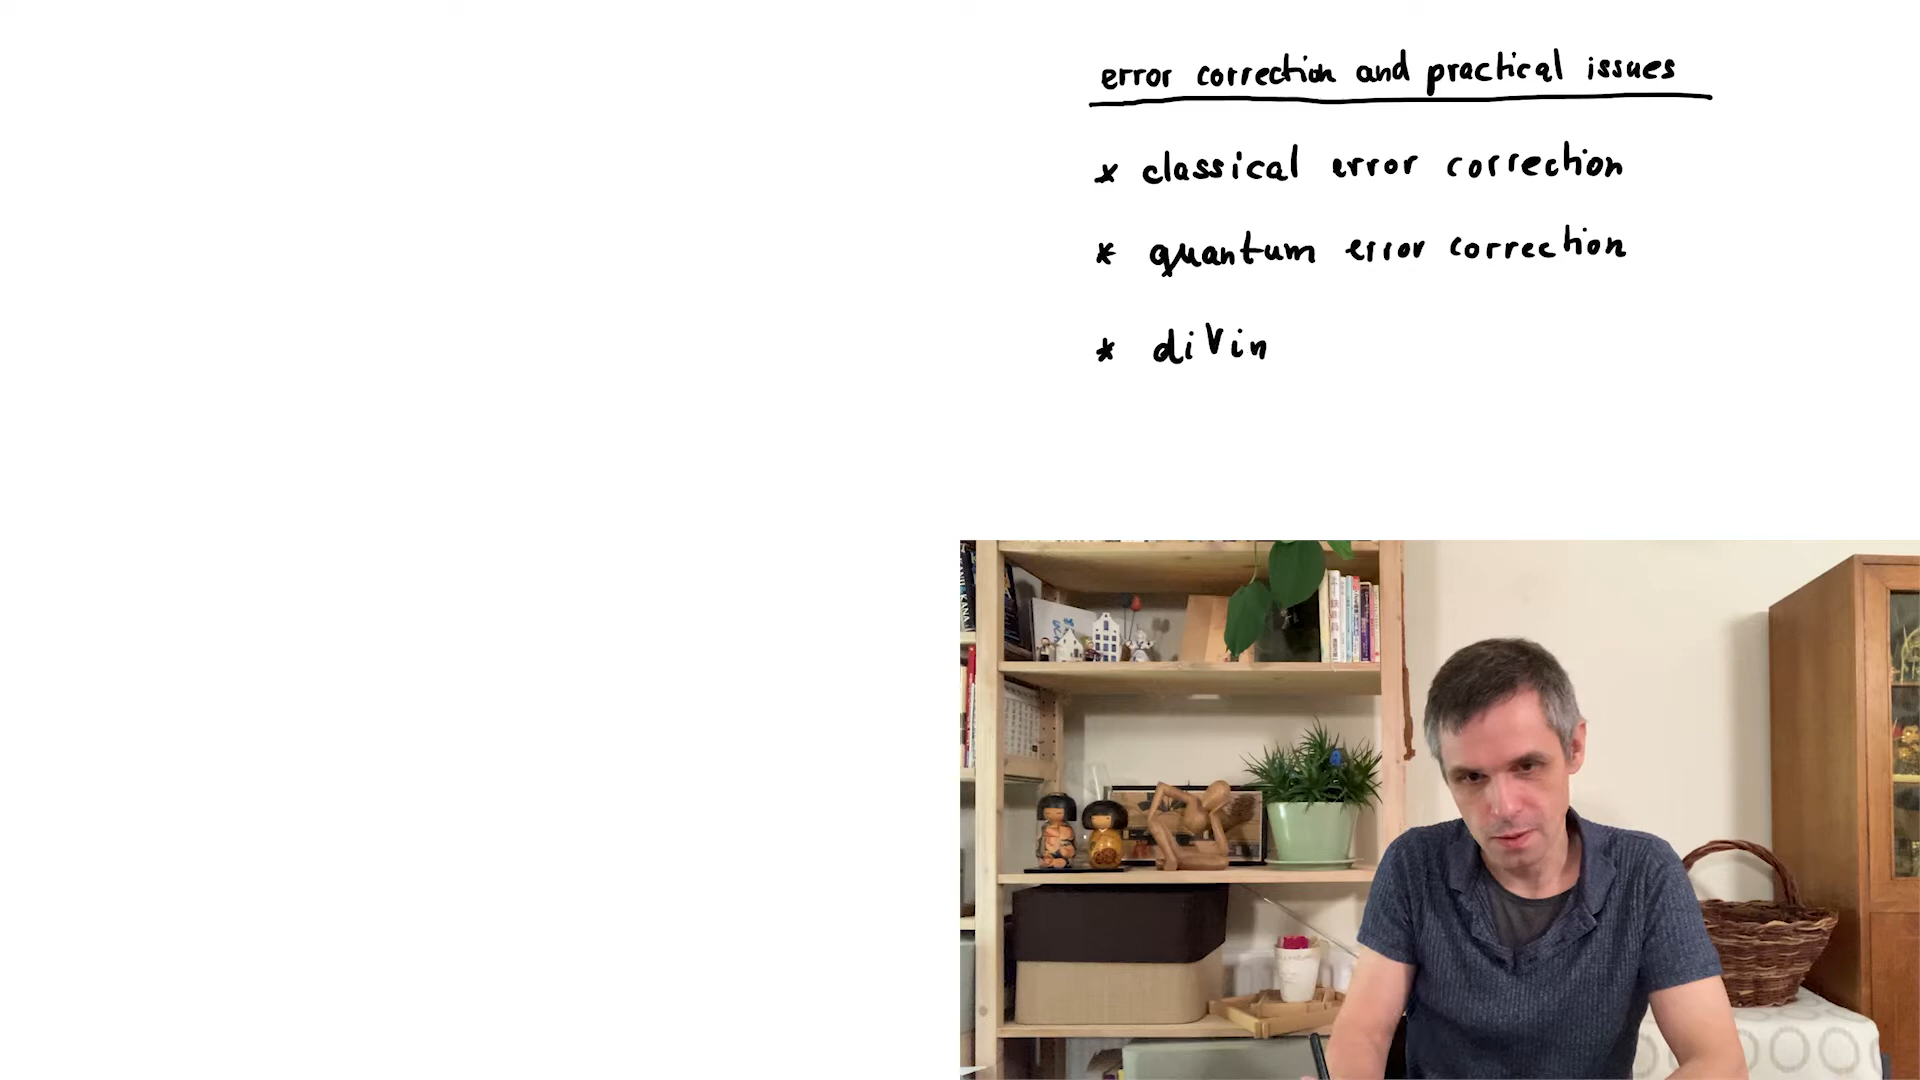 error correction and practical issues
* classical error correction
* quantum error correction
* diVin